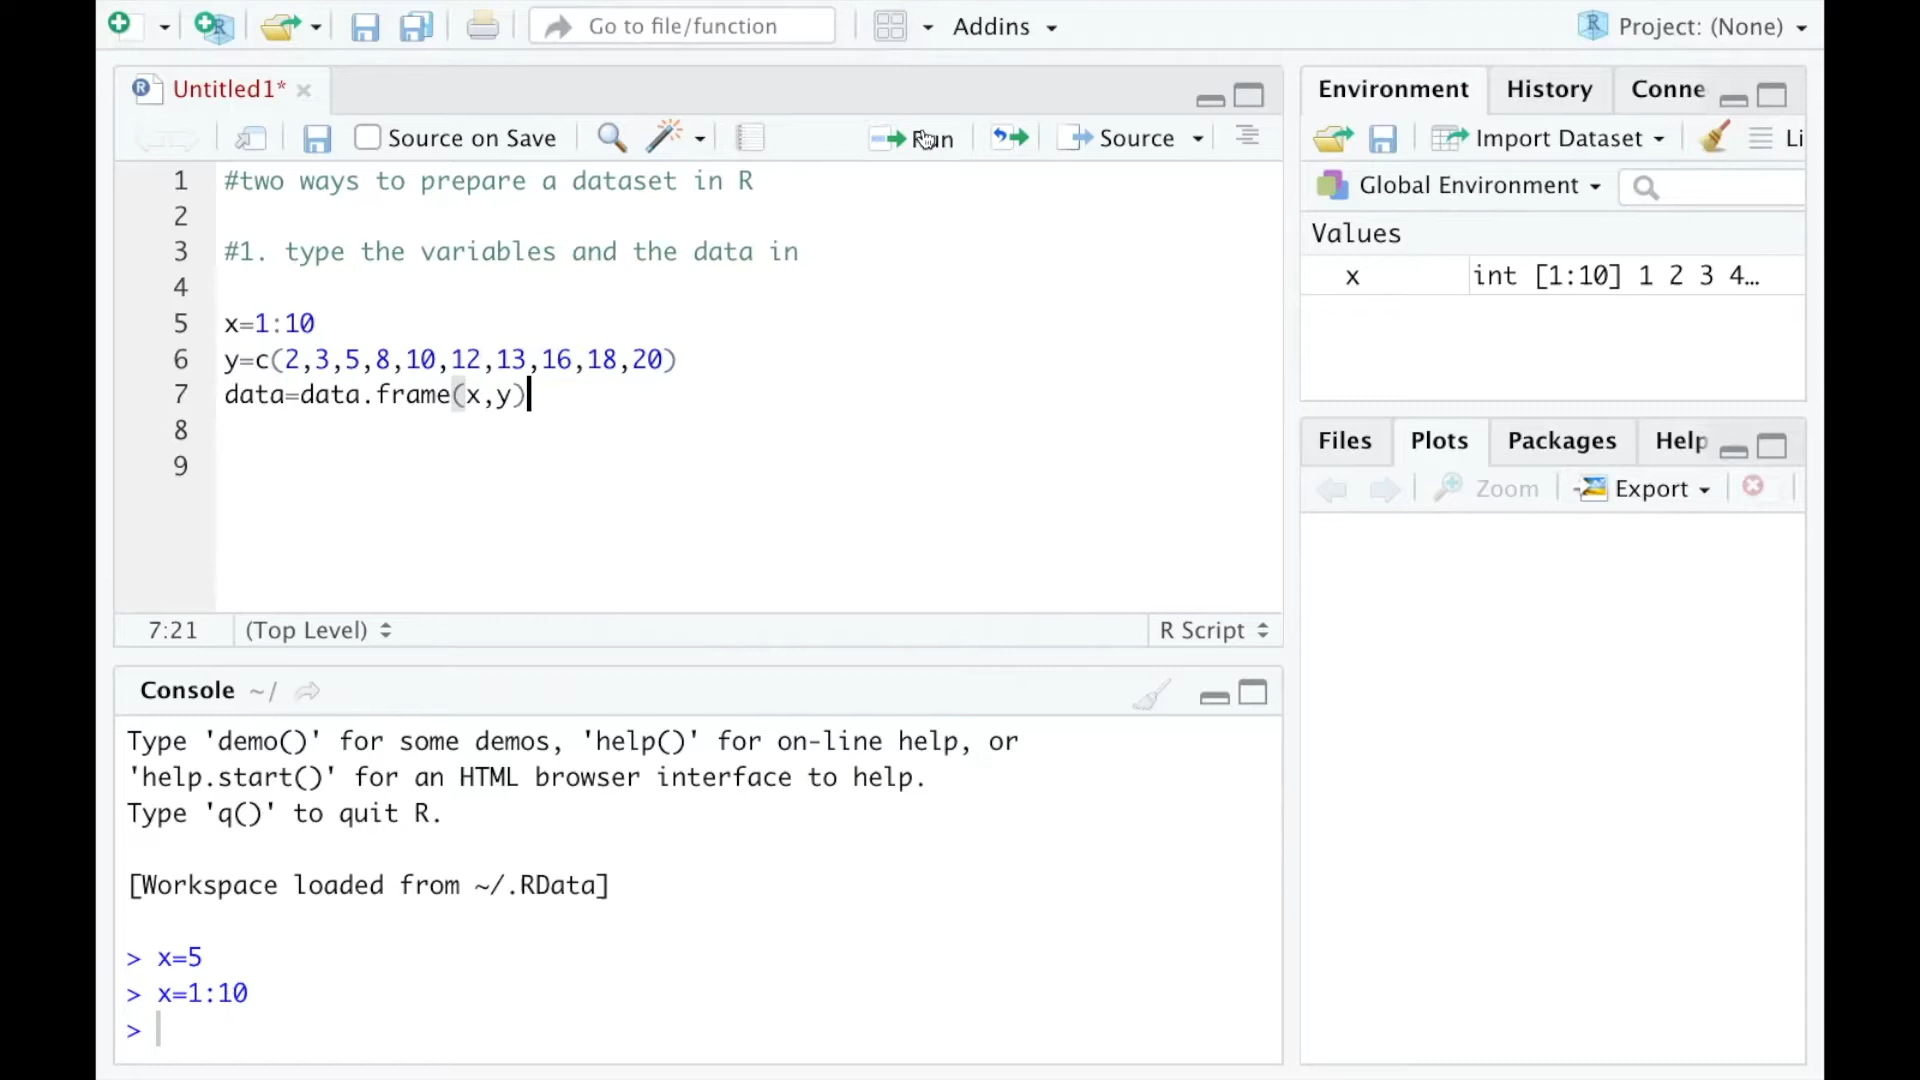 Go to file/function
Addins
Project: (None)
Untitled1*
Source on Save
Run
Source
1 #two ways to prepare a dataset in R
2
3 #1. type the variables and the data in
4
5 x=1:10
6 y=c(2,3,5,8,10,12,13,16,18,20)
7 data=data.frame(x,y)
8
9
7:21 (Top Level) R Script
Console ~/
Type 'demo()' for some demos, 'help()' for on-line help, or
'help.start()' for an HTML browser interface to help.
Type 'q()' to quit R.
[Workspace loaded from ~/.RData]
> x=5
> x=1:10
>
Environment History Conne
Import Dataset Li
Global Environment
Values
x int [1:10] 1 2 3 4…
Files Plots Packages Help
Zoom Export